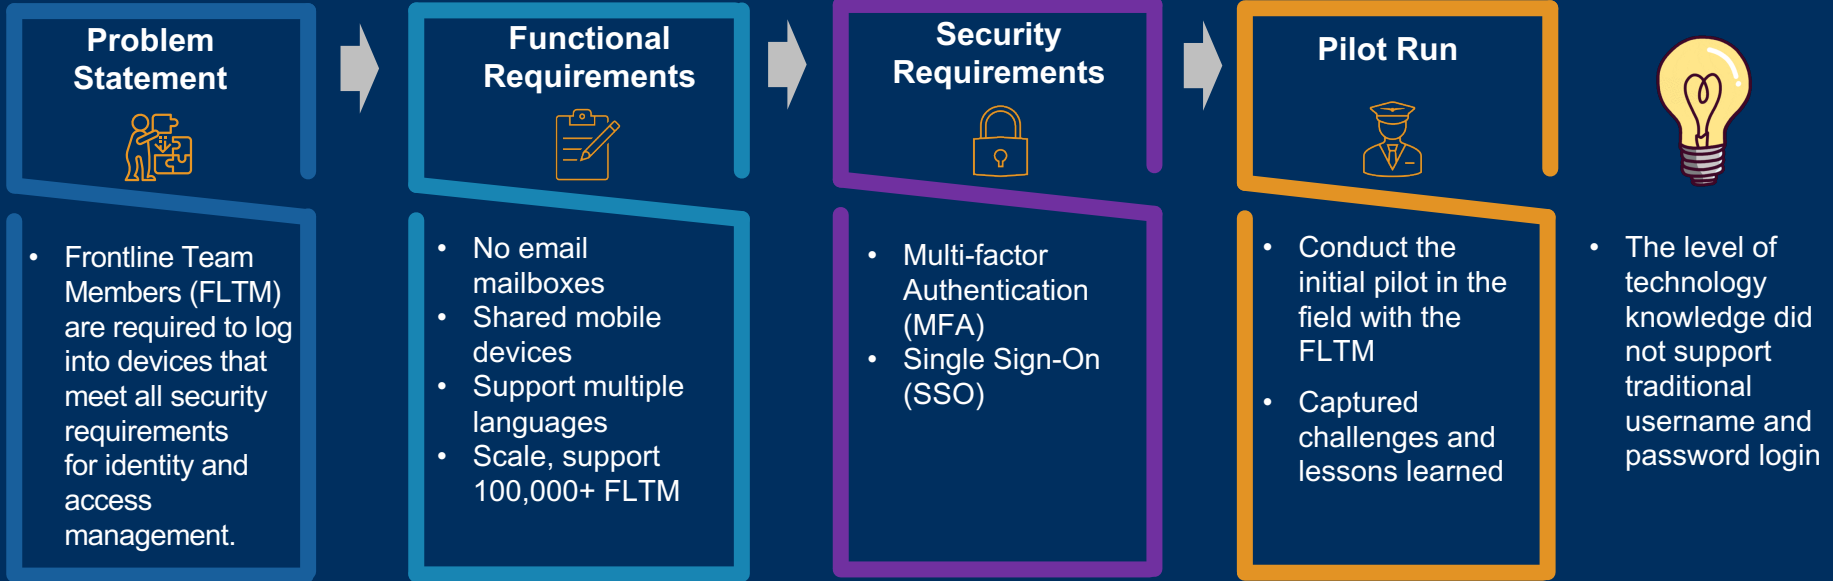 Problem
Statement
• Frontline Team
Members (FLTM)
are required to log
into devices that
meet all security
requirements
for identity and
access
management.
Functional
Requirements
• No email
mailboxes
• Shared mobile
devices
• Support multiple
languages
• Scale, support
100,000+ FLTM
Security
Requirements
• Multi-factor
Authentication
(MFA)
• Single Sign-On
(SSO)
Pilot Run
• Conduct the
initial pilot in the
field with the
FLTM
• Captured
challenges and
lessons learned
• The level of
technology
knowledge did
not support
traditional
username and
password login